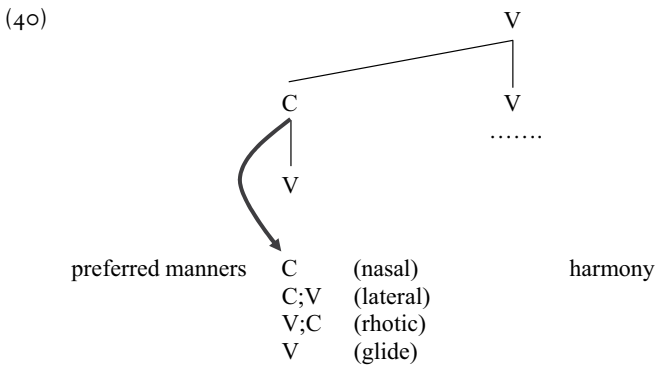 (40)
V
C V
.......
V
preferred manners C (nasal) harmony
C;V (lateral)
V;C (rhotic)
V (glide)